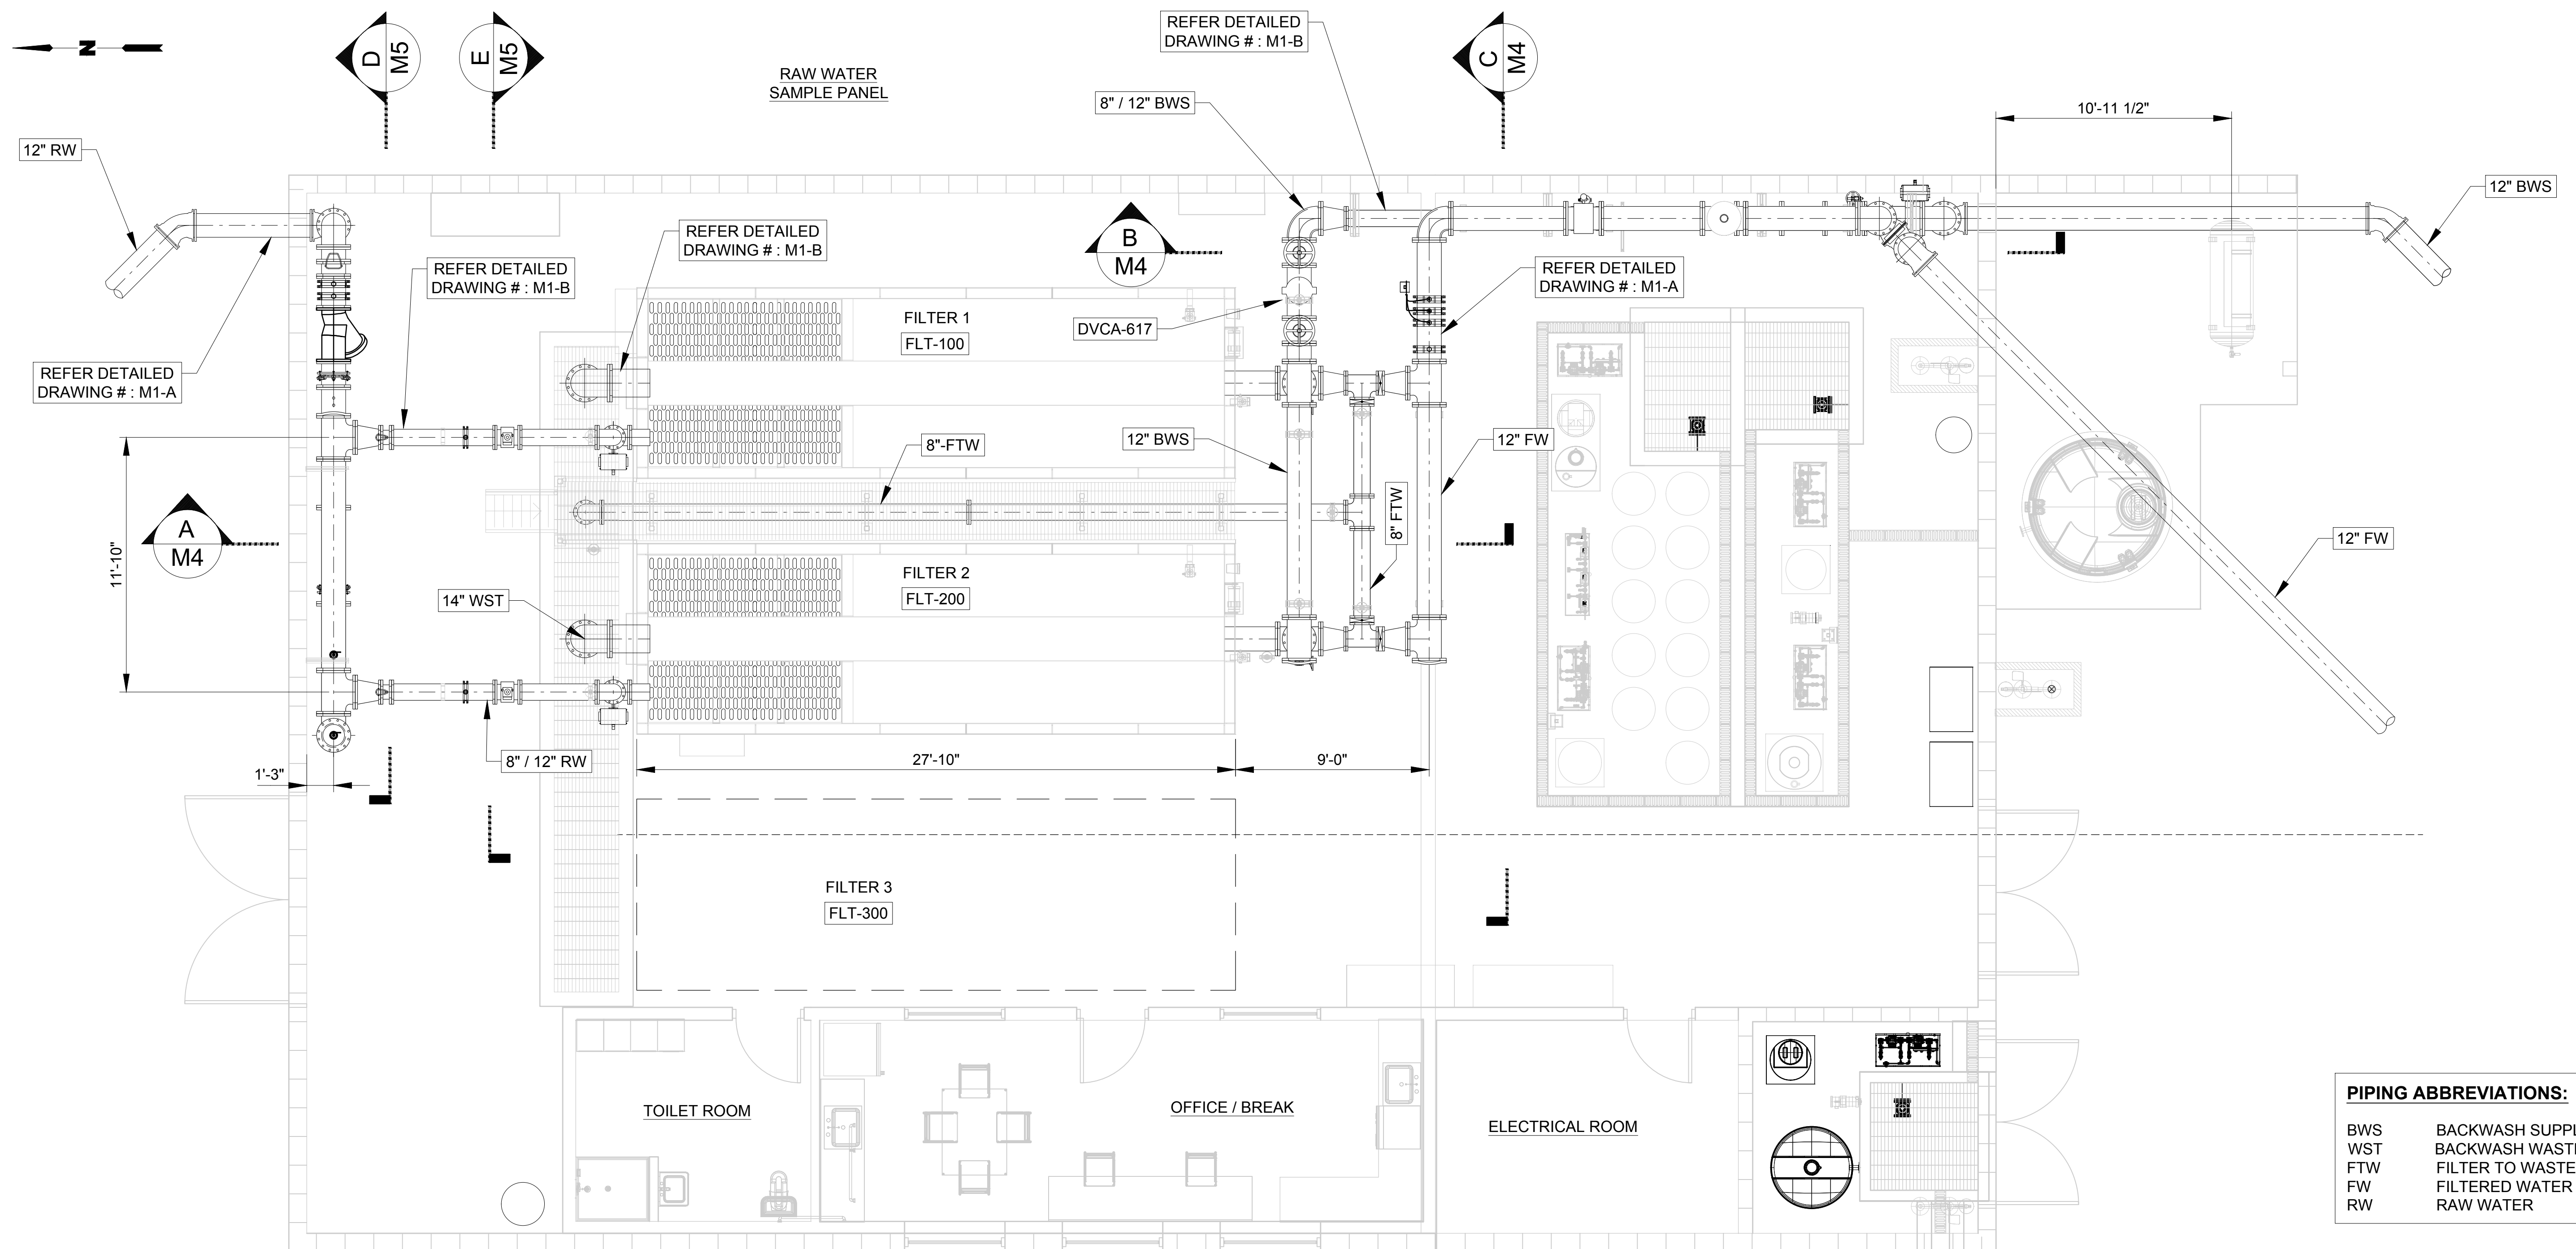 N
D
M5
E
M5
RAW WATER
SAMPLE PANEL
REFER DETAILED
DRAWING # : M1-B
8" / 12" BWS
C
M4
10'-11 1/2"
12" RW
12" BWS
REFER DETAILED
DRAWING # : M1-B
REFER DETAILED
DRAWING # : M1-B
B
M4
REFER DETAILED
DRAWING # : M1-A
FILTER 1
FLT-100
DVCA-617
REFER DETAILED
DRAWING # : M1-A
8"-FTW
12" BWS
12" FW
8" FTW
A
M4
11'-10"
12" FW
FILTER 2
FLT-200
14" WST
8" / 12" RW
1'-3"
27'-10"
9'-0"
FILTER 3
FLT-300
TOILET ROOM
OFFICE / BREAK
ELECTRICAL ROOM
PIPING ABBREVIATIONS:
BWS BACKWASH SUPPL
WST BACKWASH WASTE
FTW FILTER TO WASTE
FW FILTERED WATER
RW RAW WATER